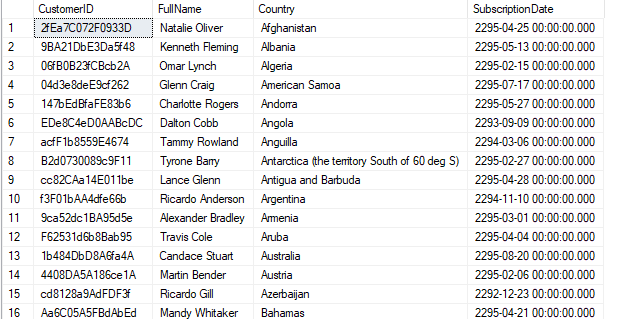 CustomerID FullName Country SubscriptionDate
1 2fEa7C072F0933D Natalie Oliver Afghanistan 2295-04-25 00:00:00.000
2 9BA21DbE3Da5f48 Kenneth Fleming Albania 2295-05-13 00:00:00.000
3 06fB0B23fCBcb2A Omar Lynch Algeria 2295-02-15 00:00:00.000
4 04d3e8deE9cf262 Glenn Craig American Samoa 2295-07-17 00:00:00.000
5 147bEdBfaFE83b6 Charlotte Rogers Andorra 2295-05-27 00:00:00.000
6 EDe8C4eD0AABcDC Dalton Cobb Angola 2293-09-09 00:00:00.000
7 acfF1b8559E4674 Tammy Rowland Anguilla 2294-03-06 00:00:00.000
8 B2d0730089c9F11 Tyrone Barry Antarctica (the territory South of 60 deg S) 2295-02-27 00:00:00.000
9 cc82CAa14E011be Lance Glenn Antigua and Barbuda 2295-04-28 00:00:00.000
10 f3F01bAA4dfe66b Ricardo Anderson Argentina 2294-11-10 00:00:00.000
11 9ca52dc1BA95d5e Alexander Bradley Armenia 2295-03-01 00:00:00.000
12 F62531d6b8Bab95 Travis Cole Aruba 2295-04-04 00:00:00.000
13 1b484DbD8A6fa4A Candace Stuart Australia 2295-08-20 00:00:00.000
14 4408DA5A186ce1A Martin Bender Austria 2295-02-06 00:00:00.000
15 cd8128a9AdFDF3f Ricardo Gill Azerbaijan 2292-12-23 00:00:00.000
16 Aa6C05A5FBdAbEd Mandy Whitaker Bahamas 2295-04-21 00:00:00.000